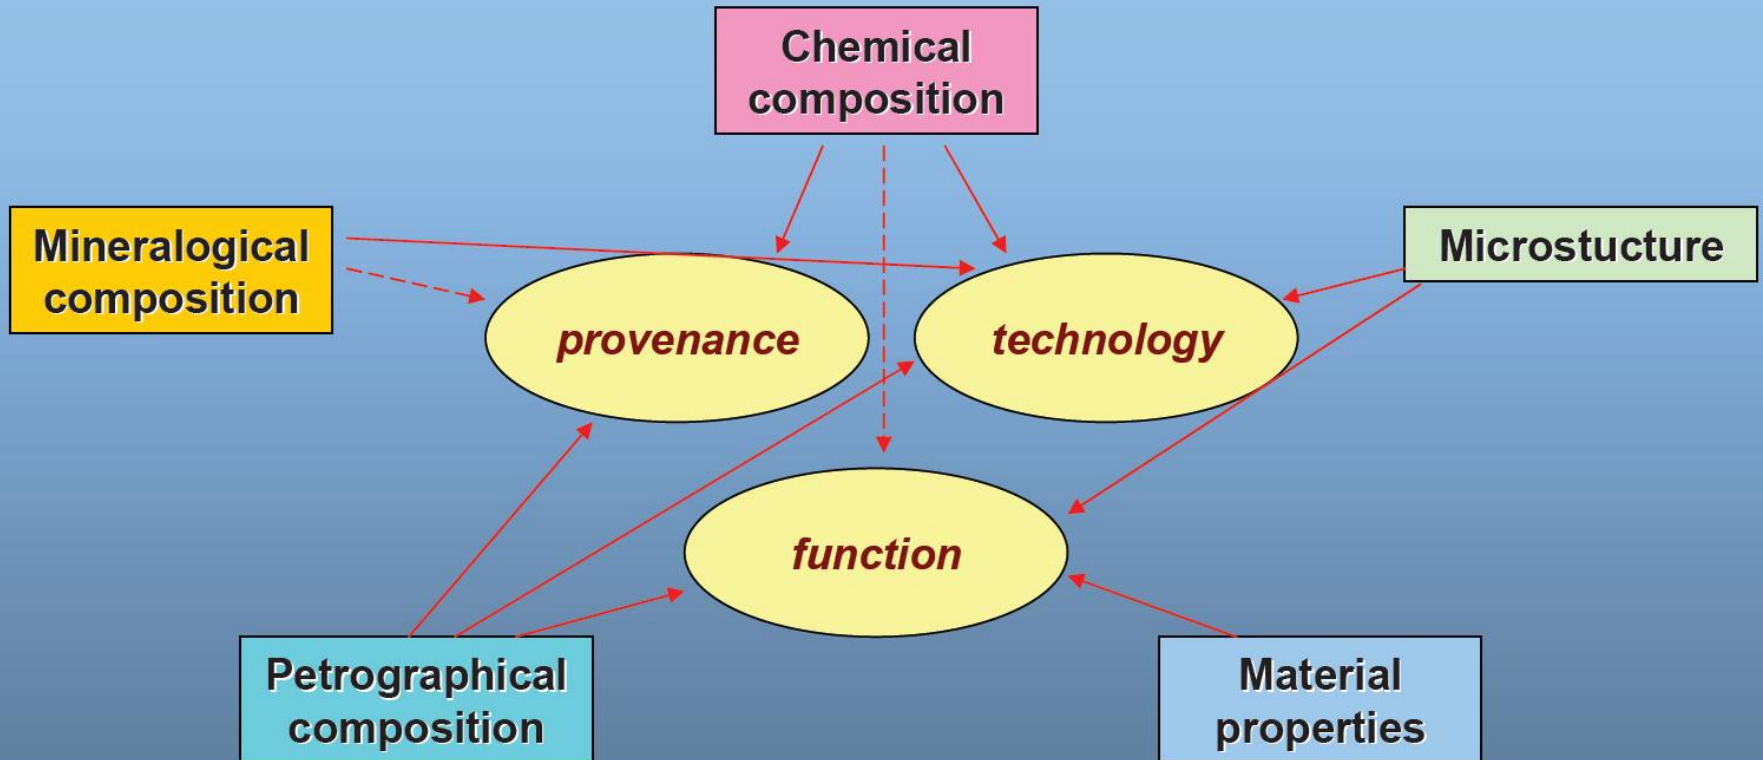 Chemical
composition
Mineralogical
composition
Microstucture
provenance
technology
function
Petrographical
composition
Material
properties